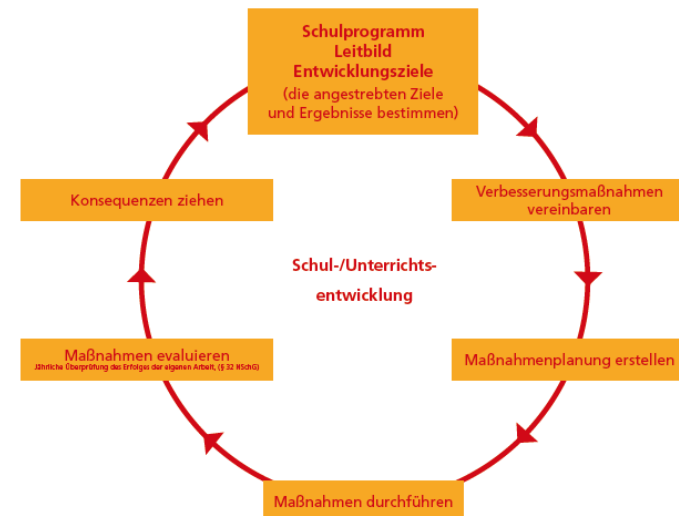 Schulprogramm
Leitbild
Entwicklungsziele
(die angestrebten Ziele
und Ergebnisse bestimmen)
Verbesserungsmaßnahmen
vereinbaren
Maßnahmenplanung erstellen
Maßnahmen durchführen
Maßnahmen evaluieren
Jährliche Überprüfung des Erfolges der eigenen Arbeit, (§ 32 NSchG)
Konsequenzen ziehen
Schul-/Unterrichts-
entwicklung